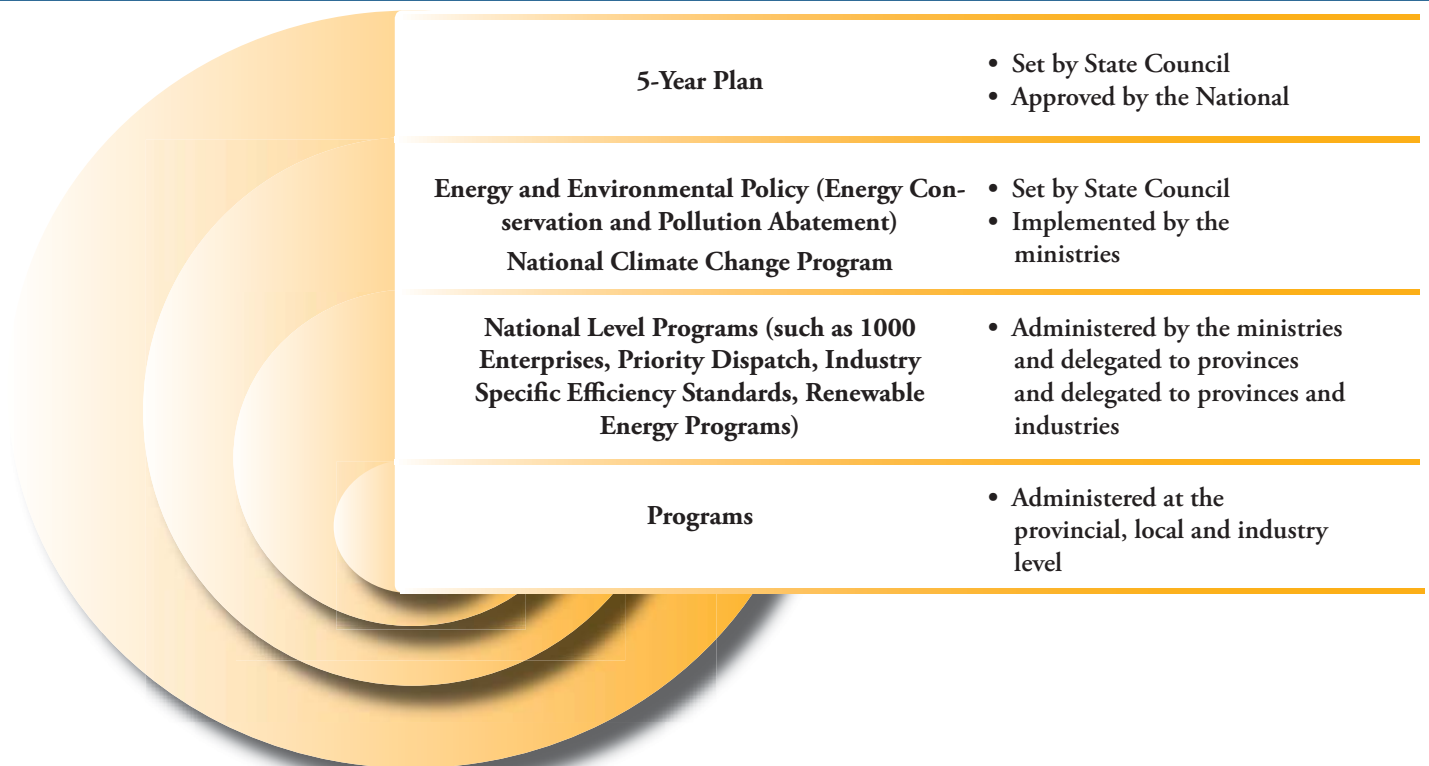 5-Year Plan
• Set by State Council
• Approved by the National
Energy and Environmental Policy (Energy Con-
servation and Pollution Abatement)
National Climate Change Program
• Set by State Council
• Implemented by the
ministries
National Level Programs (such as 1000
Enterprises, Priority Dispatch, Industry
Specific Efficiency Standards, Renewable
Energy Programs)
• Administered by the ministries
and delegated to provinces
and delegated to provinces and
industries
Programs
• Administered at the
provincial, local and industry
level